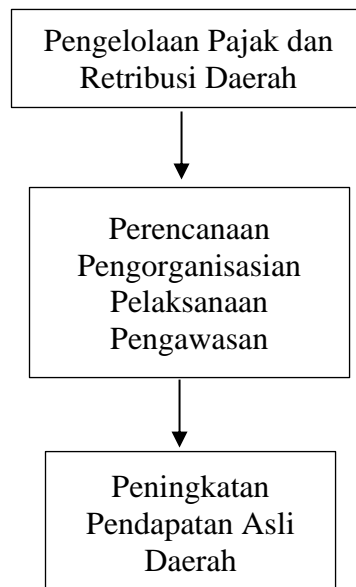 Pengelolaan Pajak dan
Retribusi Daerah
Perencanaan
Pengorganisasian
Pelaksanaan
Pengawasan
Peningkatan
Pendapatan Asli
Daerah